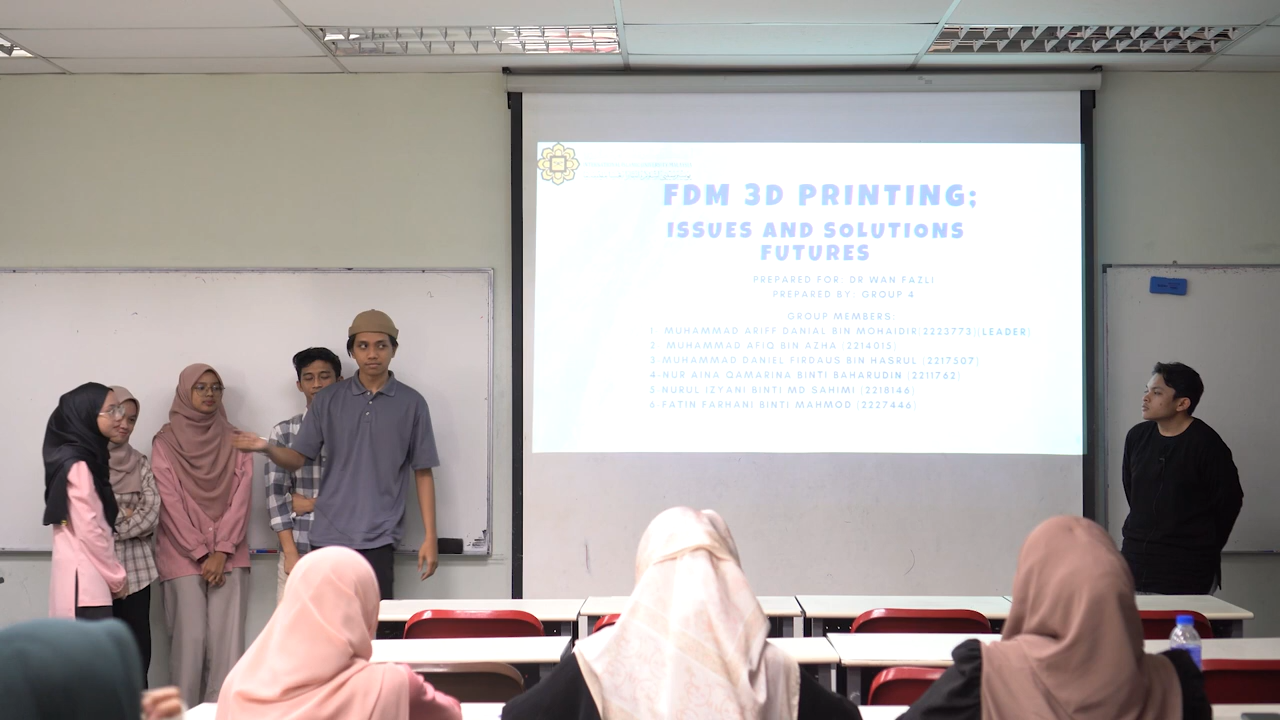 FDM 3D PRINTING;
ISSUES AND SOLUTIONS
FUTURES
PREPARED FOR: DR WAN FAZLI
PREPARED BY: GROUP 4
GROUP MEMBERS:
1. MUHAMMAD ARIFF DANIAL BIN MOHAIDIR(2223773)(LEADER)
2. MUHAMMAD AFIQ BIN AZHA (2214015)
3.MUHAMMAD DANIEL FIRDAUS BIN HASRUL (2217507)
4.NUR AINA QAMARINA BINTI BAHARUDIN (2211762)
5.NURUL IZYANI BINTI MD SAHIMI (2218146)
6.FATIN FARHANI BINTI MAHMOD (2227446)